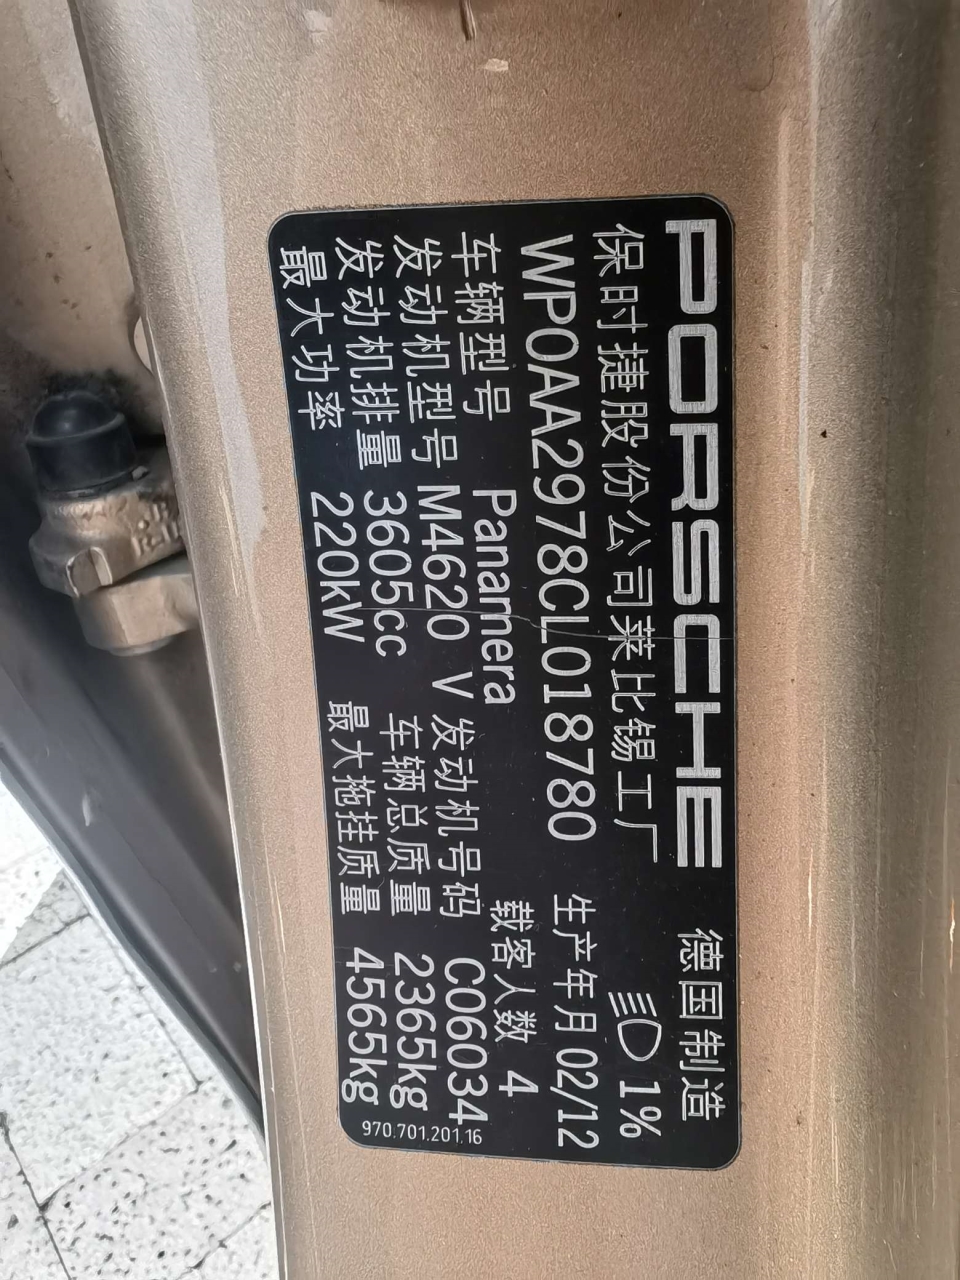 PORSCHE 德国制造
保时捷股份公司莱比锡工厂 1%
WP0AA2978CL018780 生产年月 02/12
车辆型号 Panamera 载客人数 4
发动机型号 M4620 V 发动机号码 C06034
发动机排量 3605cc 车辆总质量 2365kg
最大功率 220kW 最大拖挂质量 4565kg
970.701.201.16